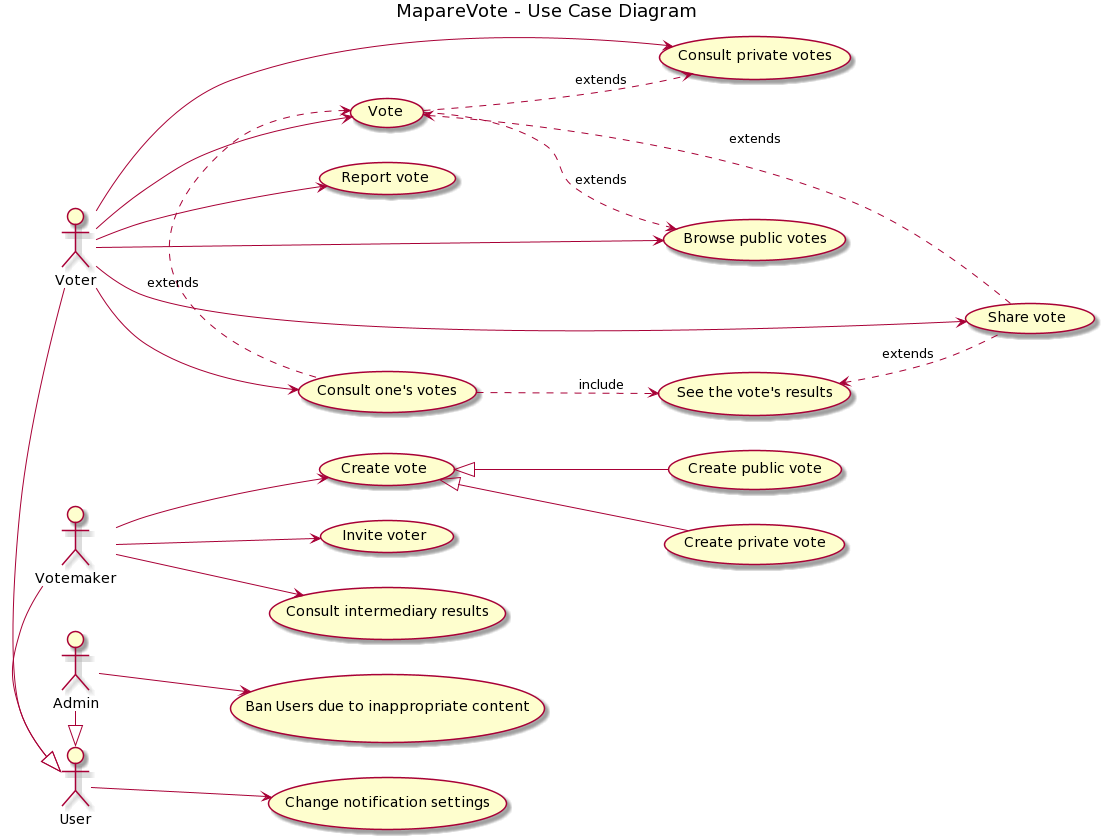 MapareVote - Use Case Diagram
Consult private votes
extends
Vote
extends
Report vote
extends
Browse public votes
Voter
extends
Share vote
extends
Consult one's votes
include
See the vote's results
Create vote
Create public vote
Invite voter
Create private vote
Votemaker
Consult intermediary results
Admin
Ban Users due to inappropriate content
User
Change notification settings